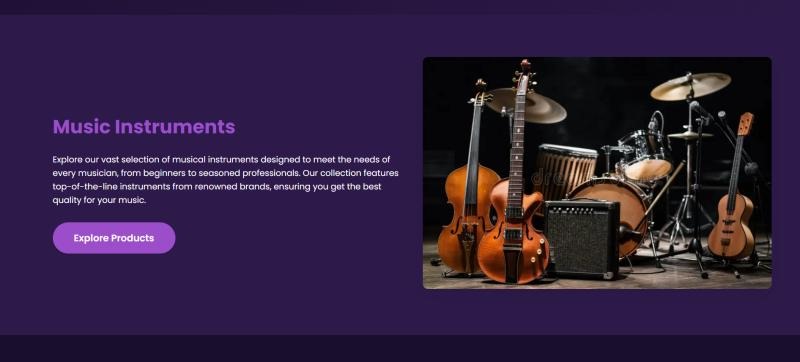 Music Instruments
Explore our vast selection of musical instruments designed to meet the needs of
every musician, from beginners to seasoned professionals. Our collection features
top-of-the-line instruments from renowned brands, ensuring you get the best
quality for your music.
Explore Products